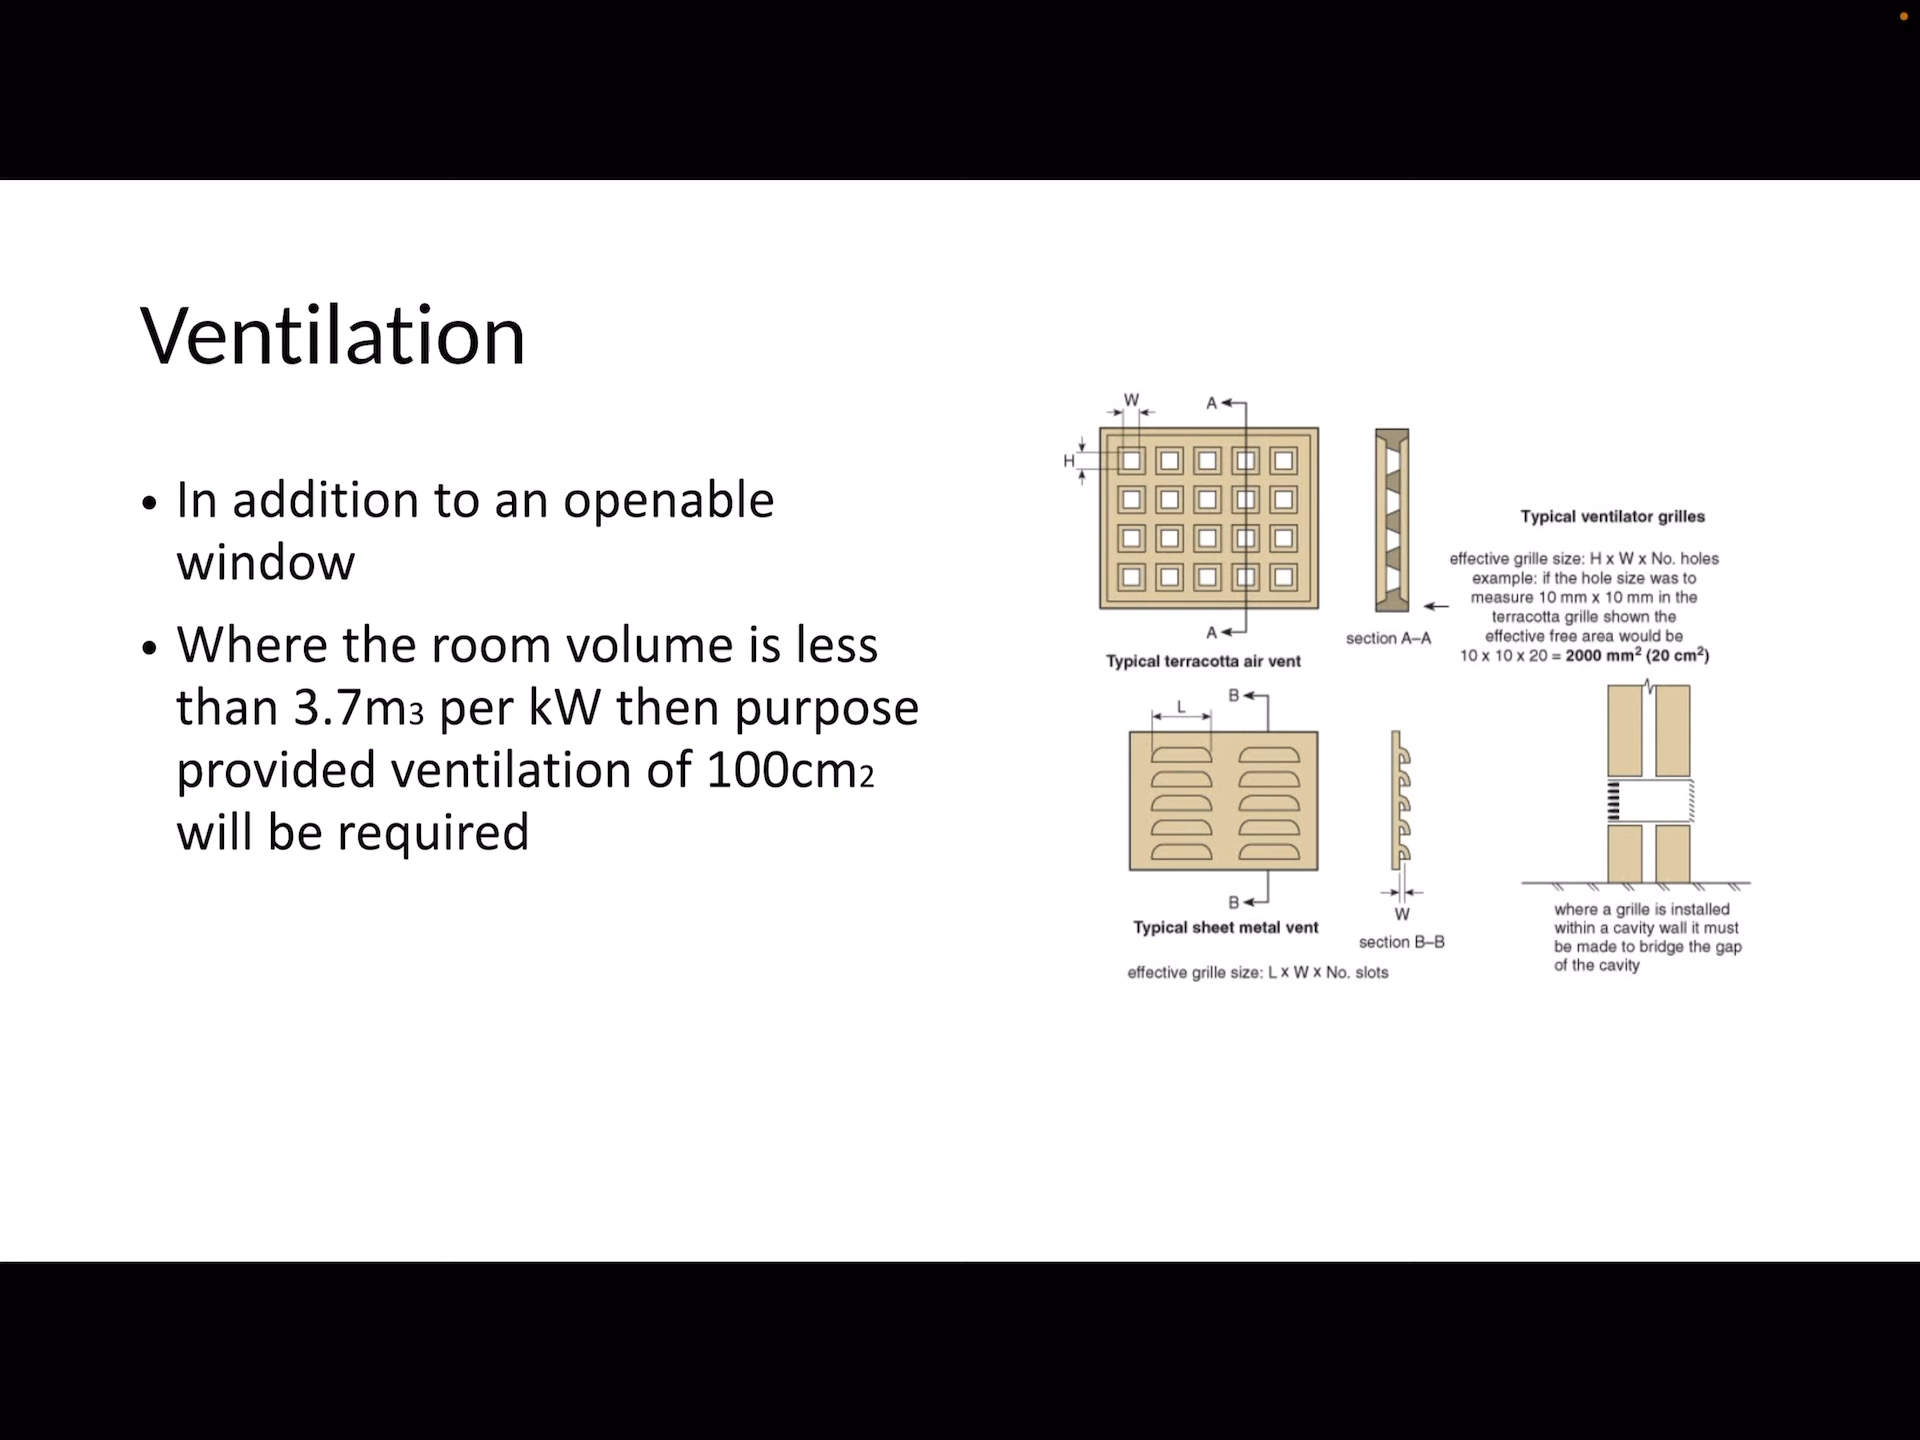 Ventilation
• In addition to an openable
window
• Where the room volume is less
than 3.7m3 per kW then purpose
provided ventilation of 100cm2
will be required
W
A
H
A
Typical terracotta air vent
section A–A
Typical ventilator grilles
effective grille size: H x W x No. holes
example: if the hole size was to
measure 10 mm x 10 mm in the
terracotta grille shown the
effective free area would be
10 x 10 x 20 = 2000 mm² (20 cm²)
L
B
B
Typical sheet metal vent
W
section B–B
effective grille size: L x W x No. slots
where a grille is installed
within a cavity wall it must
be made to bridge the gap
of the cavity